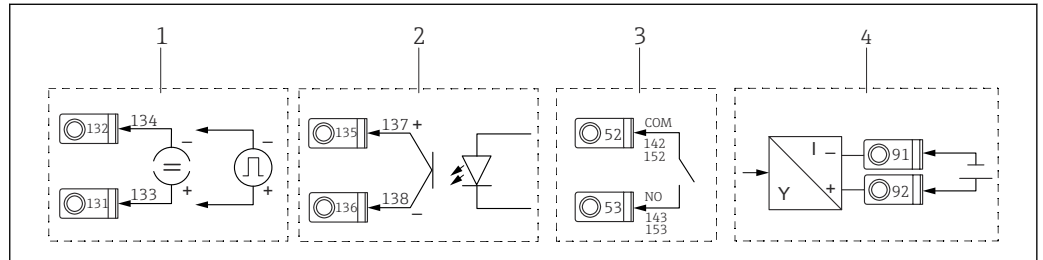 1 2 3 4
132 134 −
131 133 +
− +
135 137 +
136 138 −
52 COM
142
152
53 NO
143
153
I −
Y +
91
92